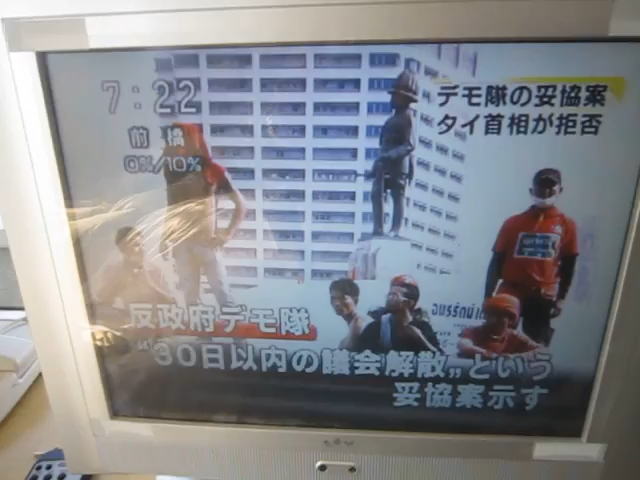 7:22
前橋
0%/10%
デモ隊の妥協案
タイ首相が拒否
反政府デモ隊
“30日以内の議会解散„という
妥協案示す